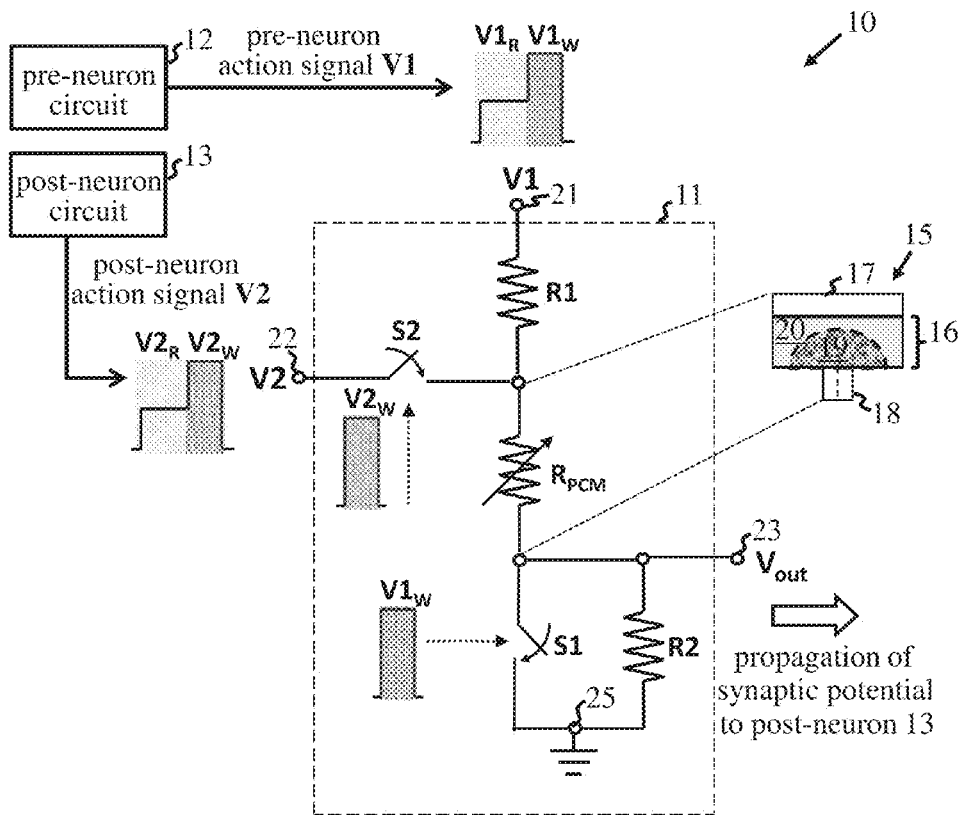 10
12
pre-neuron
circuit
pre-neuron
action signal V1
V1R V1W
13
post-neuron
circuit
post-neuron
action signal V2
V2R V2W
V1
21
11
R1
15
17
20
19
16
18
22
V2
S2
V2W
RPCM
23
Vout
V1W
S1
R2
25
propagation of
synaptic potential
to post-neuron 13